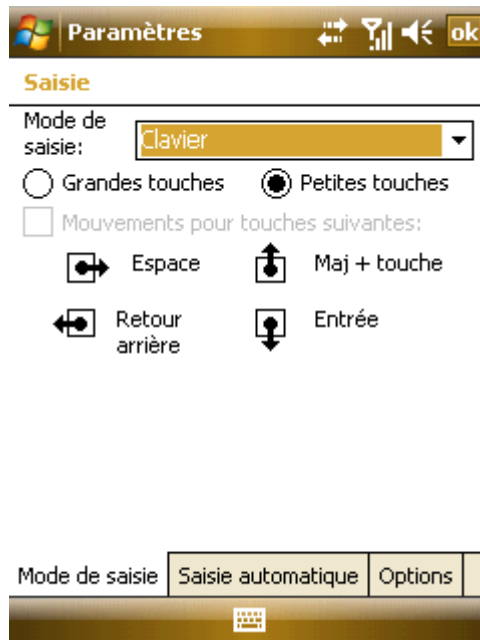 Paramètres ok
Saisie
Mode de
saisie:
Clavier
Grandes touches Petites touches
Mouvements pour touches suivantes:
Espace Maj + touche
Retour
arrière
Entrée
Mode de saisie Saisie automatique Options